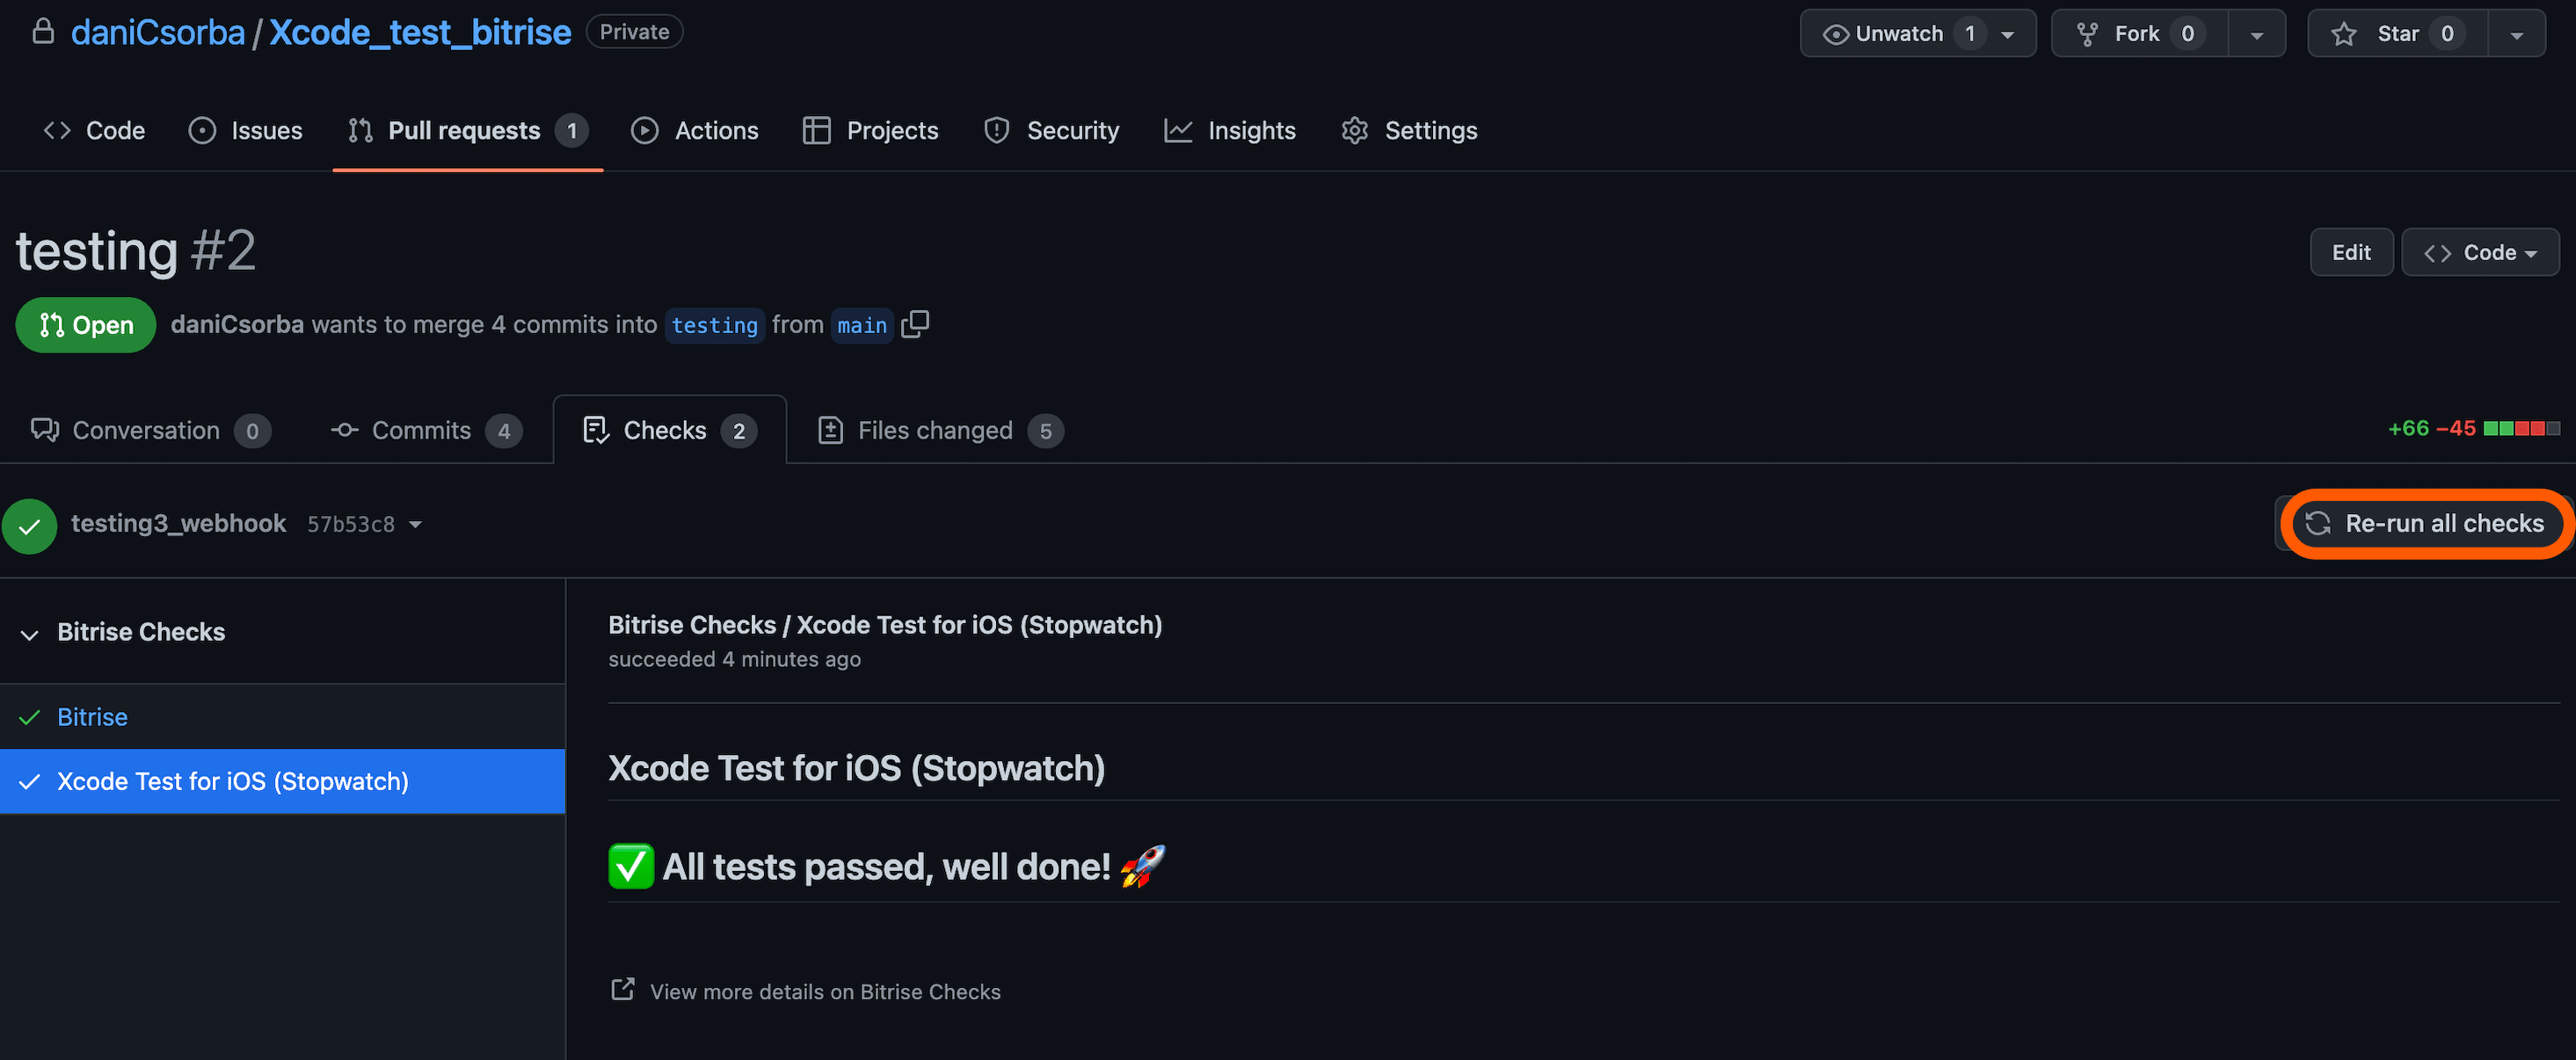 daniCsorba / Xcode_test_bitrise Private Unwatch 1 Fork 0 Star 0
Code Issues Pull requests 1 Actions Projects Security Insights Settings
testing #2 Edit Code
Open daniCsorba wants to merge 4 commits into testing from main
Conversation 0 Commits 4 Checks 2 Files changed 5 +66 −45
testing3_webhook 57b53c8 Re-run all checks
Bitrise Checks
Bitrise
Xcode Test for iOS (Stopwatch)
Bitrise Checks / Xcode Test for iOS (Stopwatch)
succeeded 4 minutes ago
Xcode Test for iOS (Stopwatch)
✅ All tests passed, well done! 🚀
View more details on Bitrise Checks